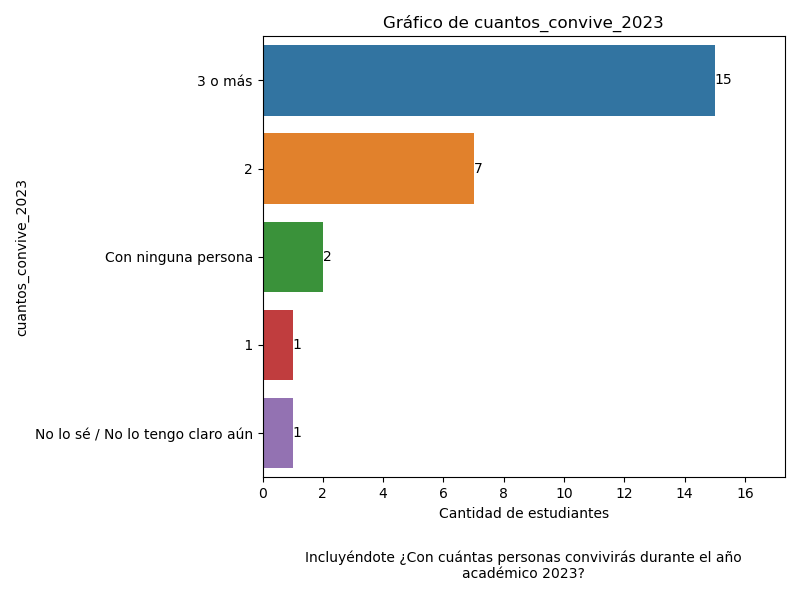 Gráfico de cuantos_convive_2023
cuantos_convive_2023
3 o más
15
2
7
Con ninguna persona
2
1
1
No lo sé / No lo tengo claro aún
1
0 2 4 6 8 10 12 14 16
Cantidad de estudiantes
Incluyéndote ¿Con cuántas personas convivirás durante el año
académico 2023?